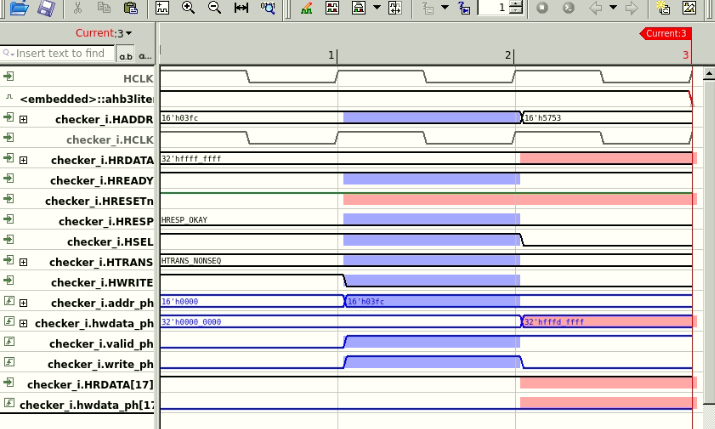 1
Current:3
Current:3
Insert text to find
a.b
a...
1
2
3
HCLK
<embedded>::ahb3liter
checker_i.HADDR
16'h03fc
16'h5753
checker_i.HCLK
checker_i.HRDATA
32'hffff_ffff
checker_i.HREADY
checker_i.HRESETn
checker_i.HRESP
HRESP_OKAY
checker_i.HSEL
checker_i.HTRANS
HTRANS_NONSEQ
checker_i.HWRITE
checker_i.addr_ph
16'h0000
16'h03fc
checker_i.hwdata_ph
32'h0000_0000
32'hfffd_ffff
checker_i.valid_ph
checker_i.write_ph
checker_i.HRDATA[17]
checker_i.hwdata_ph[17